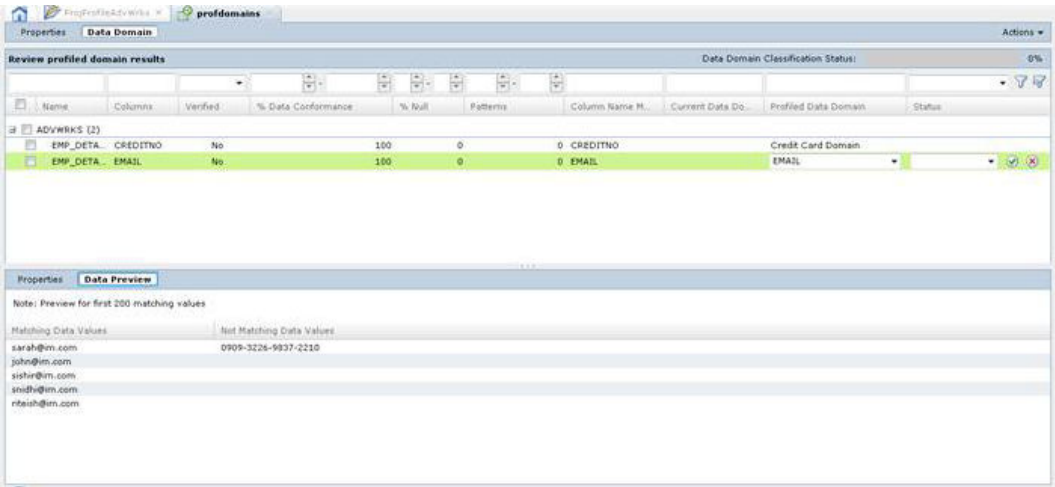 ProjProfileAdvWrks × profdomains
Properties Data Domain Actions
Review profiled domain results Data Domain Classification Status: 0%
Name Columns Verified % Data Conformance % Null Patterns Column Name M... Current Data Do... Profiled Data Domain Status
ADVWRKS (2)
EMP_DETA... CREDITNO No 100 0 0 CREDITNO Credit Card Domain
EMP_DETA... EMAIL No 100 0 0 EMAIL EMAIL
Properties Data Preview
Note: Preview for first 200 matching values
Matching Data Values Not Matching Data Values
sarah@im.com 0909-3226-9837-2210
john@im.com
sishir@im.com
snidhi@im.com
riteish@im.com